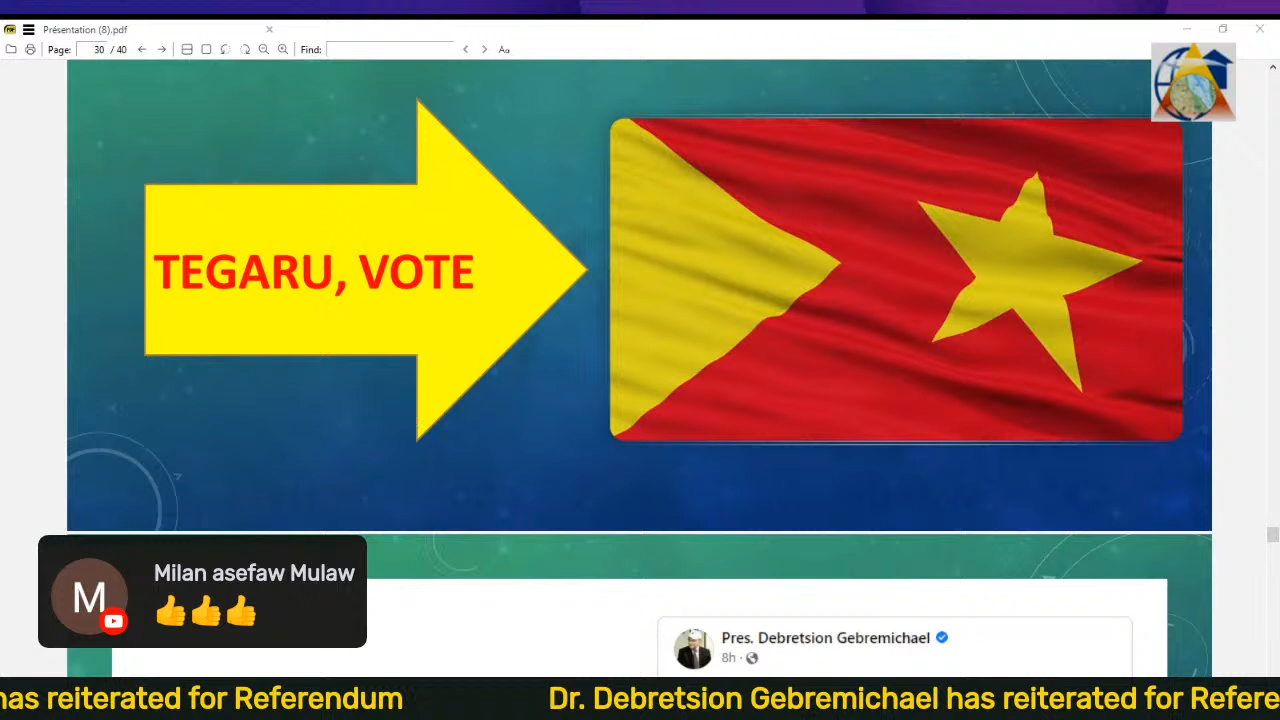 Présentation (8).pdf
Page: 30 / 40 Find: Aa
TEGARU, VOTE
Milan asefaw Mulaw
M
👍👍👍
Pres. Debretsion Gebremichael
8h ·
has reiterated for Referendum Dr. Debretsion Gebremichael has reiterated for Refere